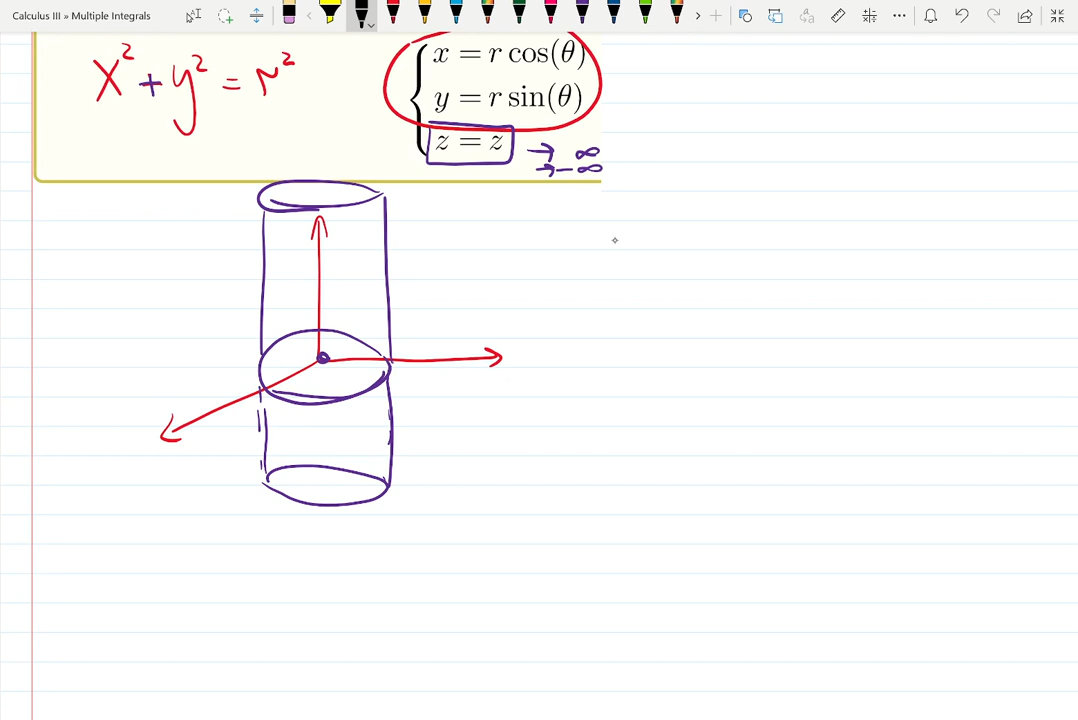 Calculus III » Multiple Integrals
x² + y² = r²
x = r cos(θ)
y = r sin(θ)
z = z → ∞
→ -∞